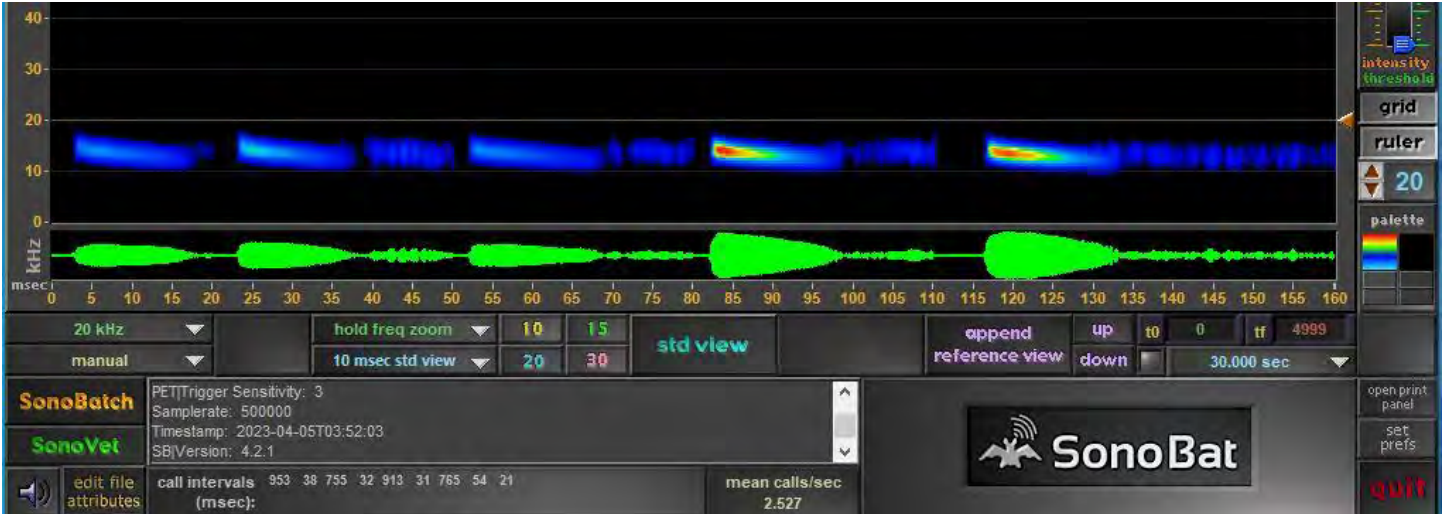 40-
30-
20-
10-
0-
kHz
msec
0 5 10 15 20 25 30 35 40 45 50 55 60 65 70 75 80 85 90 95 100 105 110 115 120 125 130 135 140 145 150 155 160
intensity
threshold
grid
ruler
20
palette
20 kHz
manual
hold freq zoom
10 msec std view
10 15
20 30
std view
append
reference view
up
down
t0 0 tf 4999
30.000 sec
SonoBatch
SonoVet
PET|Trigger Sensitivity: 3
Samplerate: 500000
Timestamp: 2023-04-05T03:52:03
SB|Version: 4.2.1
SonoBat
open print
panel
set
prefs
quit
edit file
attributes
call intervals 953 38 755 32 913 31 765 54 21
(msec):
mean calls/sec
2.527